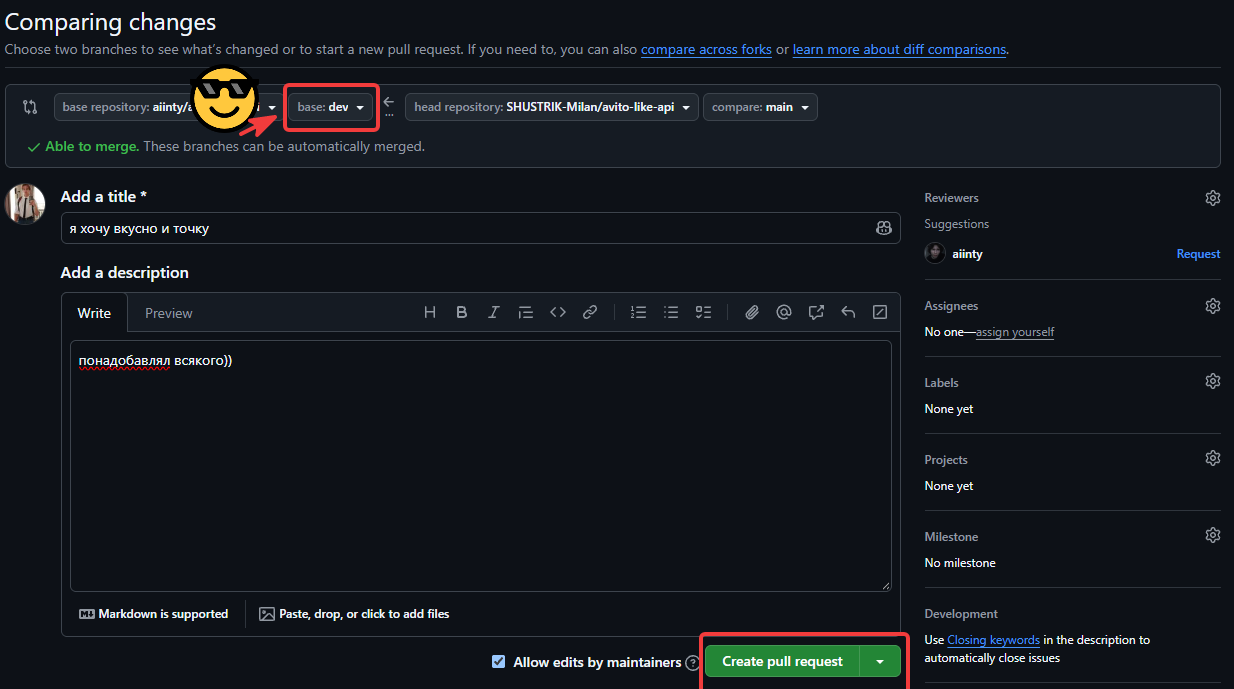 Comparing changes
Choose two branches to see what's changed or to start a new pull request. If you need to, you can also compare across forks or learn more about diff comparisons.
base repository: aiinty/ base: dev ← ... head repository: SHUSTRIK-Milan/avito-like-api compare: main
Able to merge. These branches can be automatically merged.
Add a title *
я хочу вкусно и точку
Add a description
Write Preview
понадобавлял всякого))
Markdown is supported
Paste, drop, or click to add files
Allow edits by maintainers
Create pull request
Reviewers
Suggestions
aiinty Request
Assignees
No one—assign yourself
Labels
None yet
Projects
None yet
Milestone
No milestone
Development
Use Closing keywords in the description to
automatically close issues